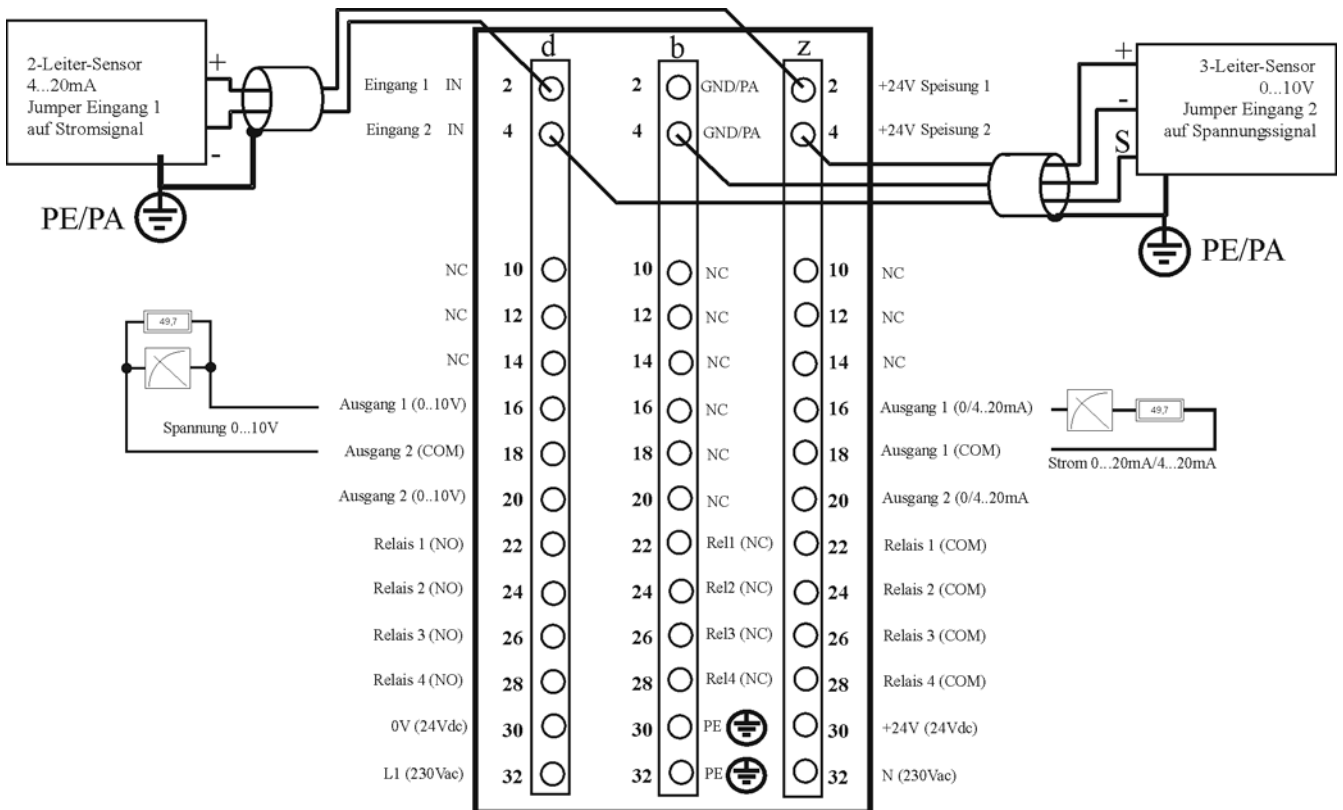 d b z
2-Leiter-Sensor
4...20mA
Jumper Eingang 1
auf Stromsignal
+
-
PE/PA
3-Leiter-Sensor
0...10V
Jumper Eingang 2
auf Spannungssignal
+
-
S
PE/PA
Eingang 1 IN 2 2 GND/PA 2 +24V Speisung 1
Eingang 2 IN 4 4 GND/PA 4 +24V Speisung 2
NC 10 10 NC 10 NC
NC 12 12 NC 12 NC
NC 14 14 NC 14 NC
Ausgang 1 (0..10V) 16 16 NC 16 Ausgang 1 (0/4..20mA)
Ausgang 2 (COM) 18 18 NC 18 Ausgang 1 (COM)
Ausgang 2 (0..10V) 20 20 NC 20 Ausgang 2 (0/4..20mA
Relais 1 (NO) 22 22 Rel1 (NC) 22 Relais 1 (COM)
Relais 2 (NO) 24 24 Rel2 (NC) 24 Relais 2 (COM)
Relais 3 (NO) 26 26 Rel3 (NC) 26 Relais 3 (COM)
Relais 4 (NO) 28 28 Rel4 (NC) 28 Relais 4 (COM)
0V (24Vdc) 30 30 PE 30 +24V (24Vdc)
L1 (230Vac) 32 32 PE 32 N (230Vac)
49,7
Spannung 0...10V
49,7
Strom 0...20mA/4...20mA